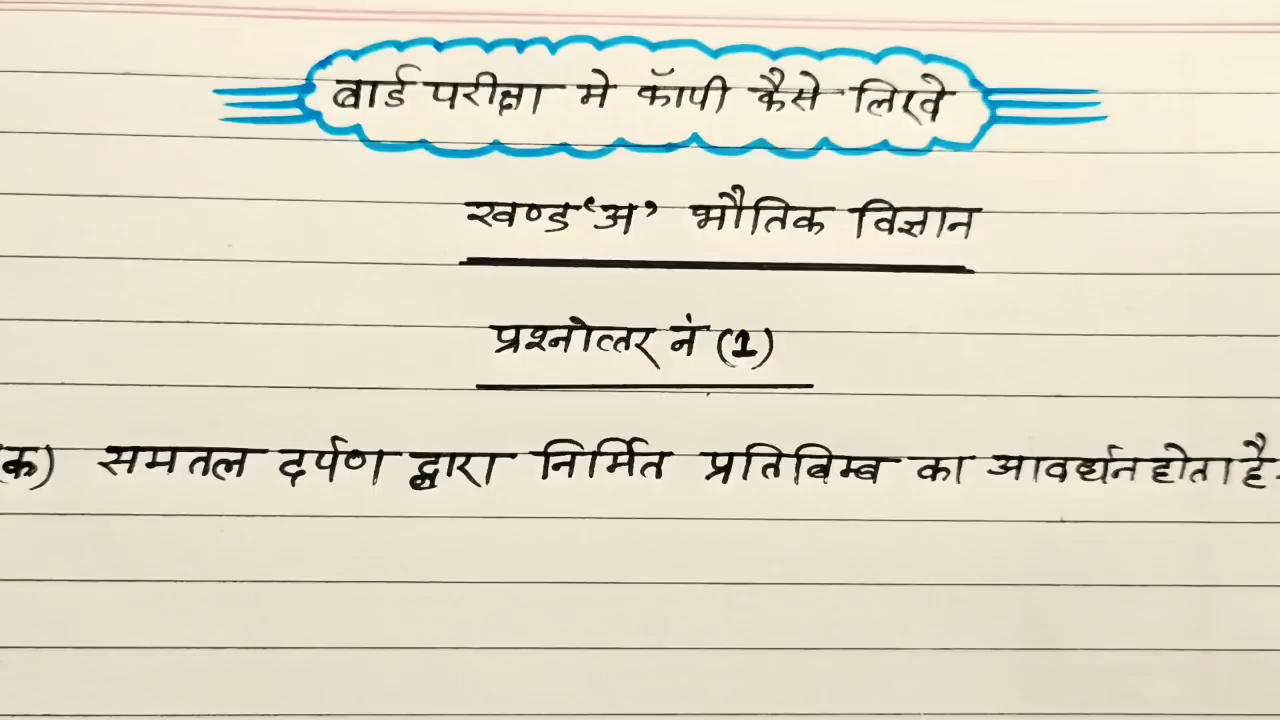 बार्ड परीक्षा मे कॉपी कैसे लिखे
खण्ड 'अ' भौतिक विज्ञान
प्रश्नोत्तर नं (1)
(क) समतल दर्पण द्वारा निर्मित प्रतिबिम्ब का आवर्धन होता है-